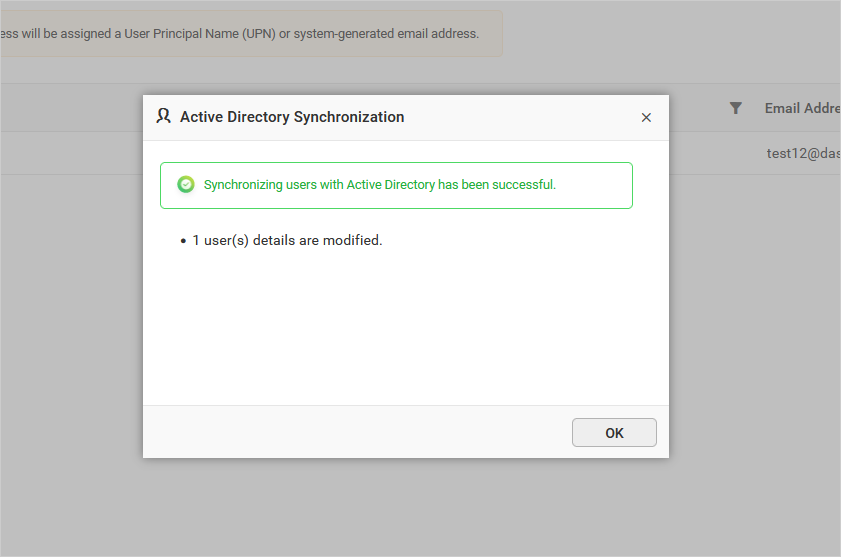 ess will be assigned a User Principal Name (UPN) or system-generated email address.
Email Addre
test12@das
Active Directory Synchronization
Synchronizing users with Active Directory has been successful.
• 1 user(s) details are modified.
OK